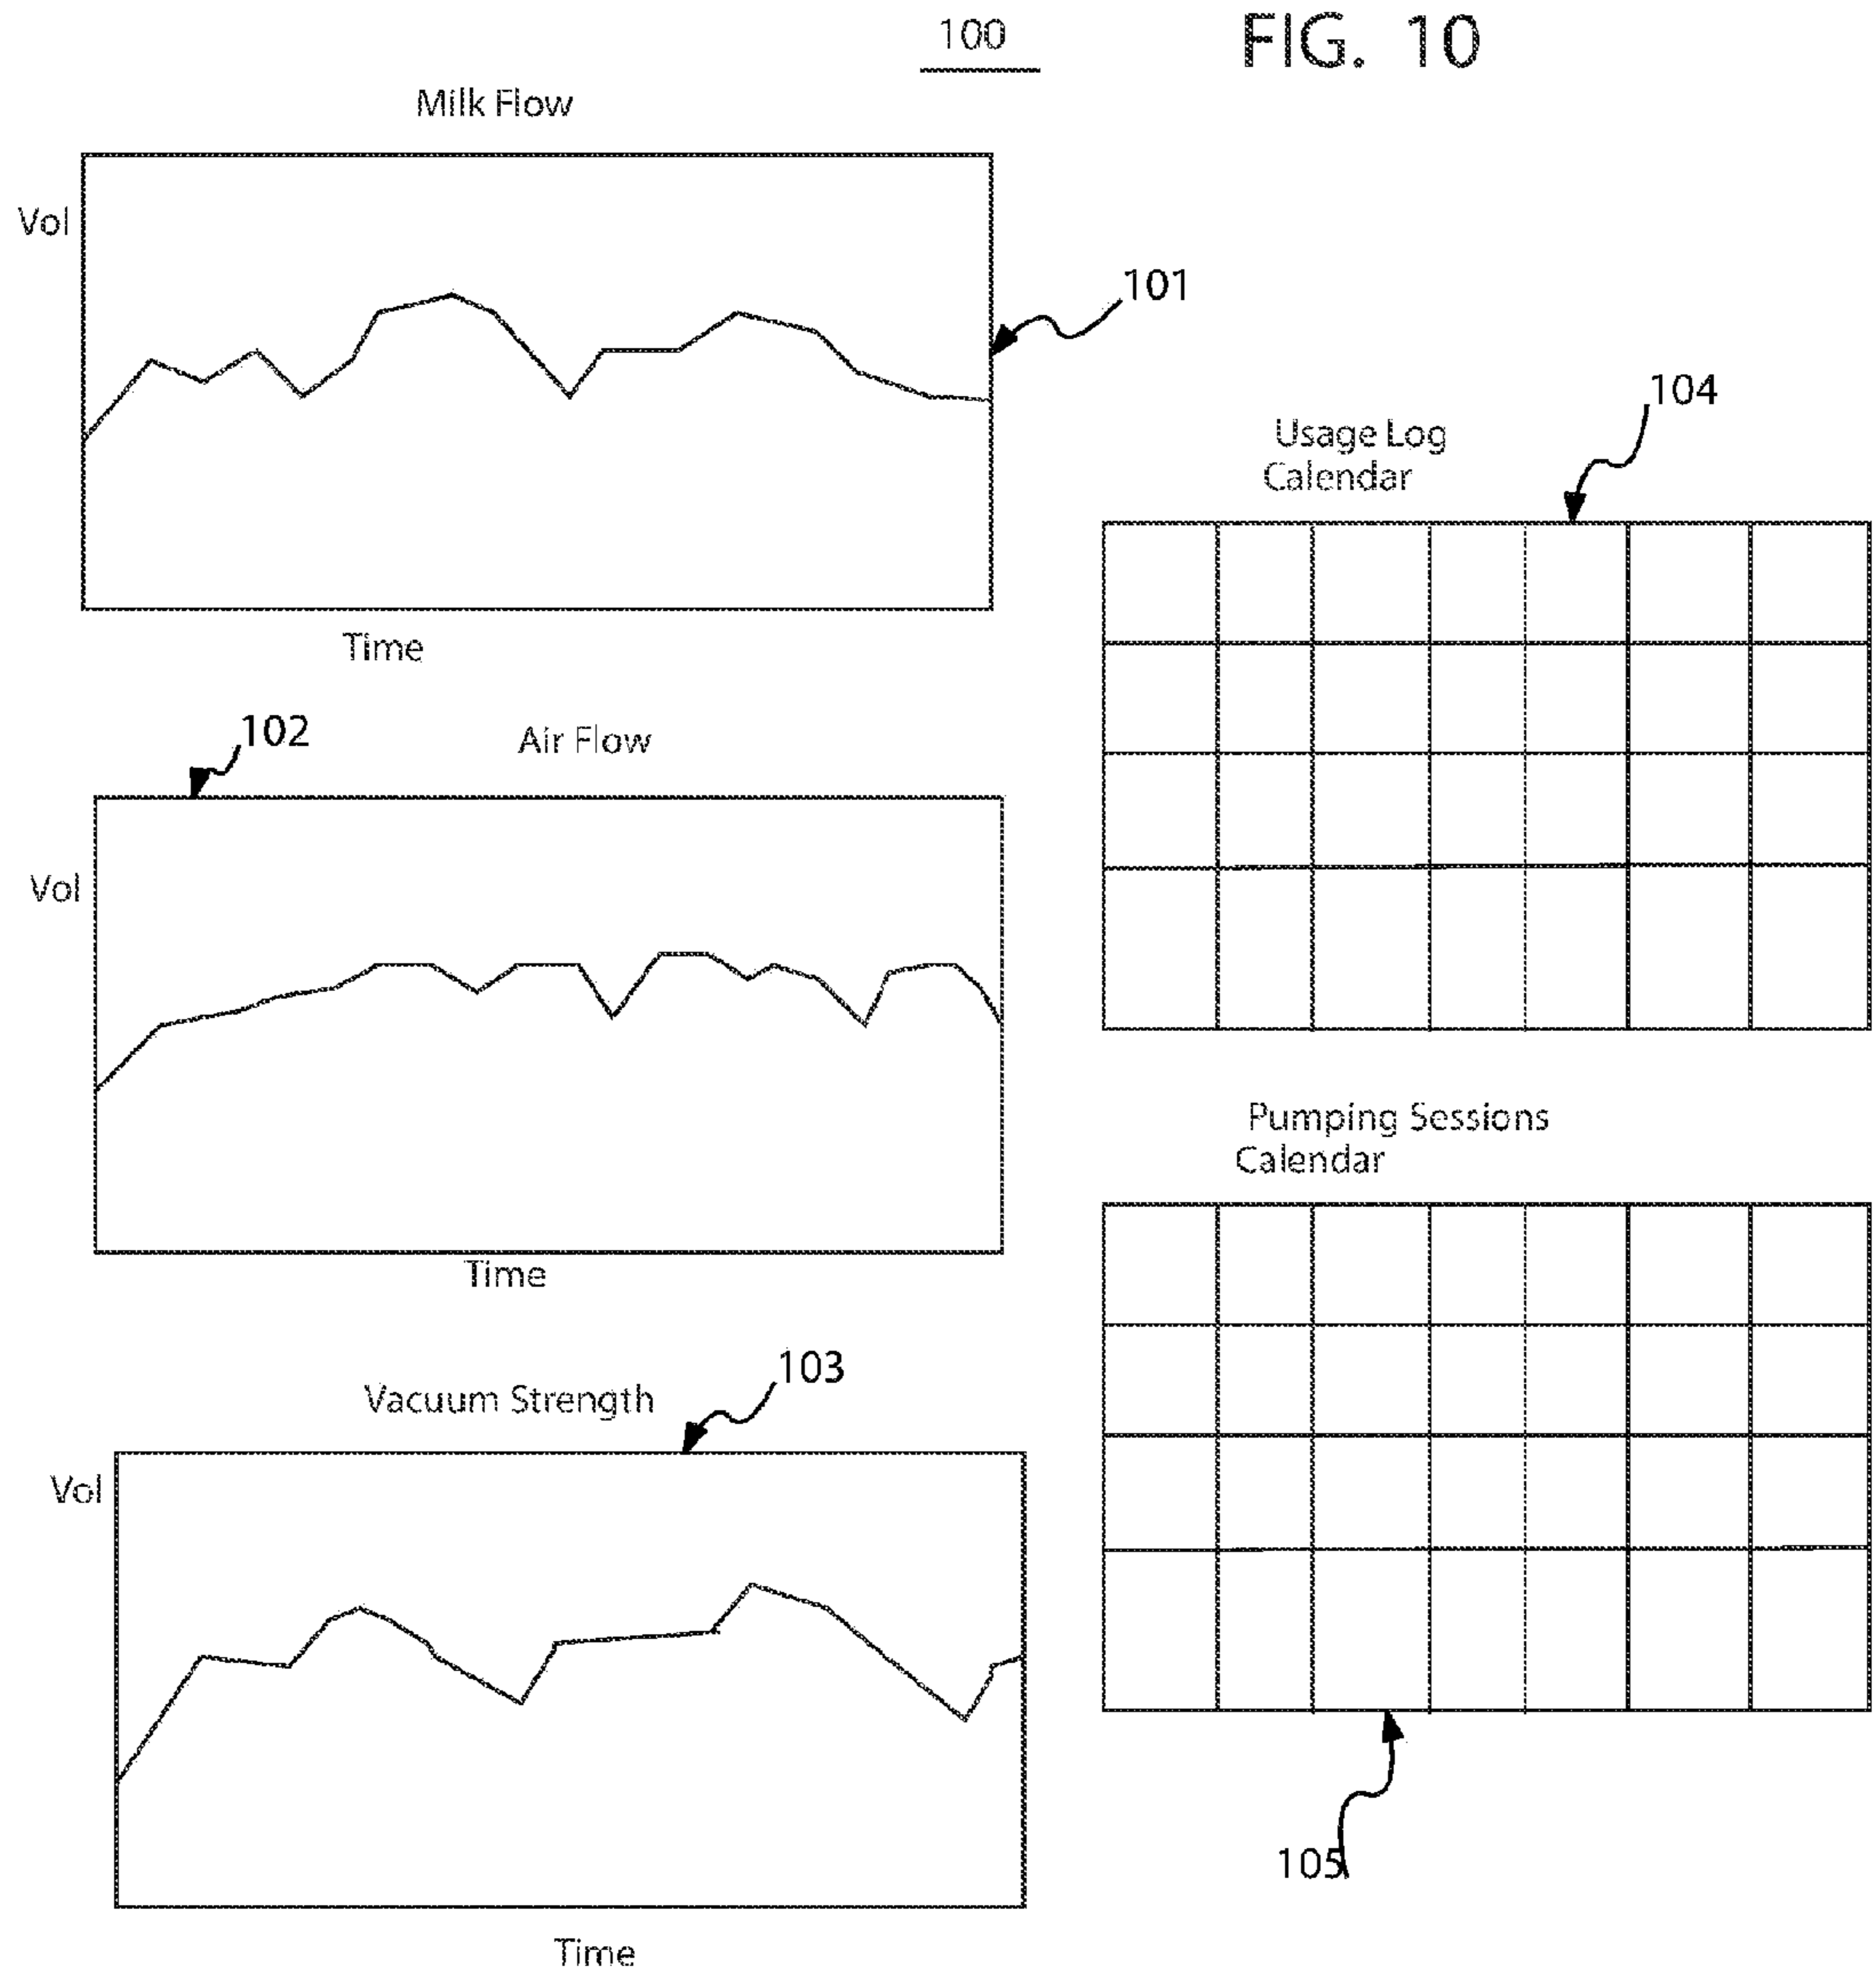 100
FIG. 10
Milk Flow
Vol
101
Time
104
Usage Log
Calendar
102
Air Flow
Vol
Time
Pumping Sessions
Calendar
103
Vacuum Strength
Vol
Time
105